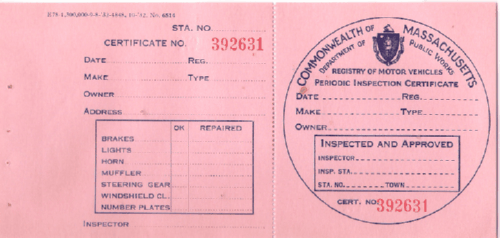 STA. NO.
CERTIFICATE NO. 392631
DATE REG.
MAKE TYPE
OWNER
ADDRESS
OK REPAIRED
BRAKES
LIGHTS
HORN
MUFFLER
STEERING GEAR
WINDSHIELD CL.
NUMBER PLATES
INSPECTOR
COMMONWEALTH OF MASSACHUSETTS
DEPARTMENT OF PUBLIC WORKS
REGISTRY OF MOTOR VEHICLES
PERIODIC INSPECTION CERTIFICATE
DATE REG.
MAKE TYPE
OWNER
INSPECTED AND APPROVED
INSPECTOR
INSP. STA.
STA. NO. TOWN
CERT. NO 392631